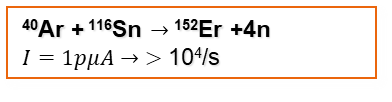 ⁴⁰Ar + ¹¹⁶Sn → ¹⁵²Er +4n
I = 1pμA → > 10⁴/s